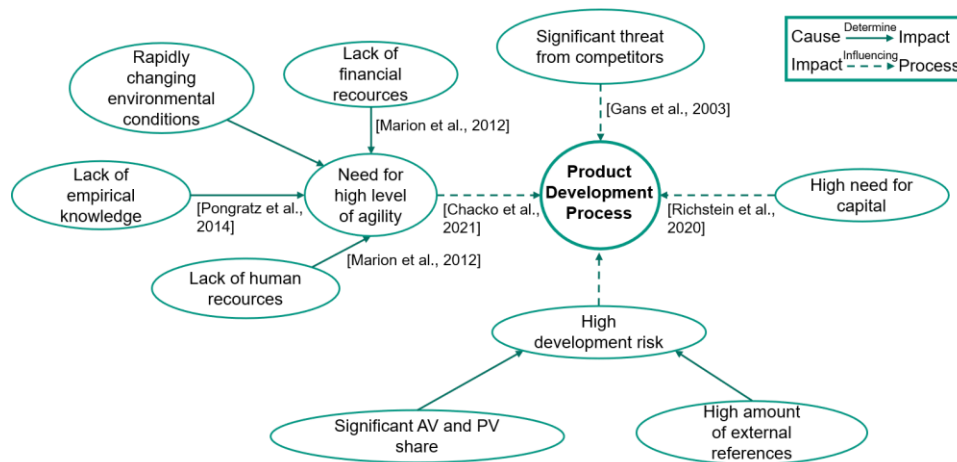 Significant threat
from competitors
Determine
Cause
Impact
Influencing
Impact
Process
Rapidly
changing
environmental
conditions
Lack of
financial
recources
[Marion et al., 2012]
[Gans et al., 2003]
Lack of
empirical
knowledge
[Pongratz et al.,
2014]
Need for
high level
of agility
[Chacko et al.,
2021]
Product
Development
Process
[Richstein et al.,
2020]
High need for
capital
Lack of human
recources
[Marion et al., 2012]
High
development risk
Significant AV and PV
share
High amount
of external
references